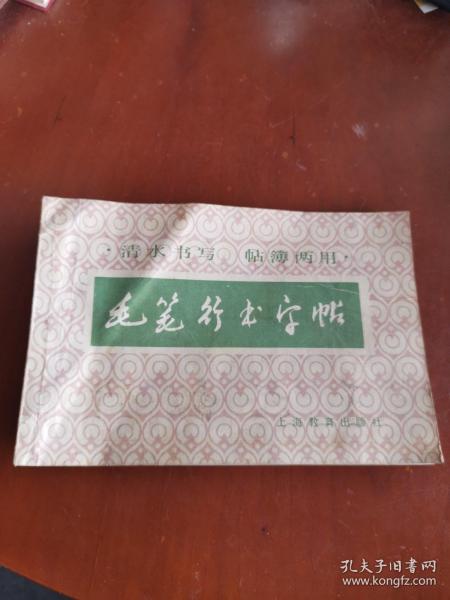 ·清水书写 帖簿两用·
毛笔行书字帖
上海教育出版社
孔夫子旧书网
www.kongfz.com